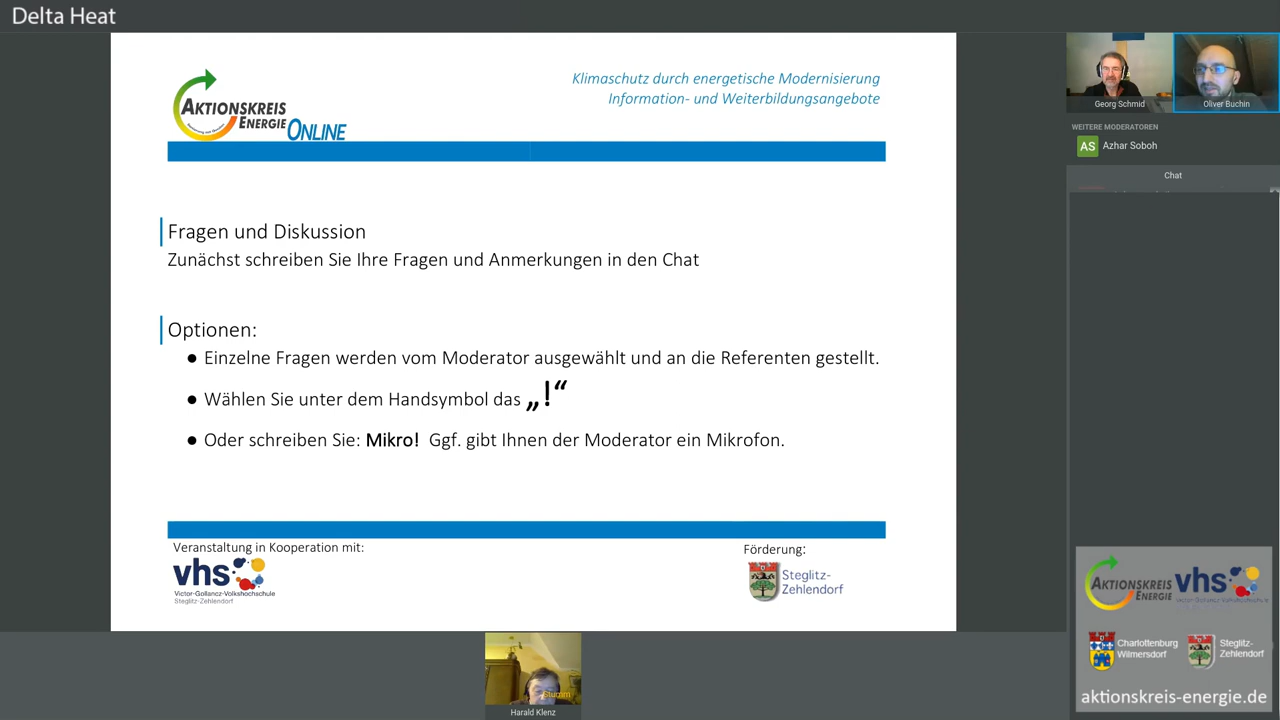 Delta Heat
AKTIONSKREIS
ENERGIE ONLINE
Klimaschutz durch energetische Modernisierung
Information- und Weiterbildungsangebote
Fragen und Diskussion
Zunächst schreiben Sie Ihre Fragen und Anmerkungen in den Chat
Optionen:
● Einzelne Fragen werden vom Moderator ausgewählt und an die Referenten gestellt.
● Wählen Sie unter dem Handsymbol das „!“
● Oder schreiben Sie: Mikro! Ggf. gibt Ihnen der Moderator ein Mikrofon.
Veranstaltung in Kooperation mit:
vhs
Victor-Gollancz-Volkshochschule
Steglitz-Zehlendorf
Förderung:
Steglitz-
Zehlendorf
Georg Schmid
Oliver Buchin
WEITERE MODERATOREN
AS Azhar Soboh
Chat
Stumm
Harald Klenz
AKTIONSKREIS
ENERGIE
vhs
Victor-Gollancz-Volkshochschule
Charlottenburg
Wilmersdorf
Steglitz-
Zehlendorf
aktionskreis-energie.de